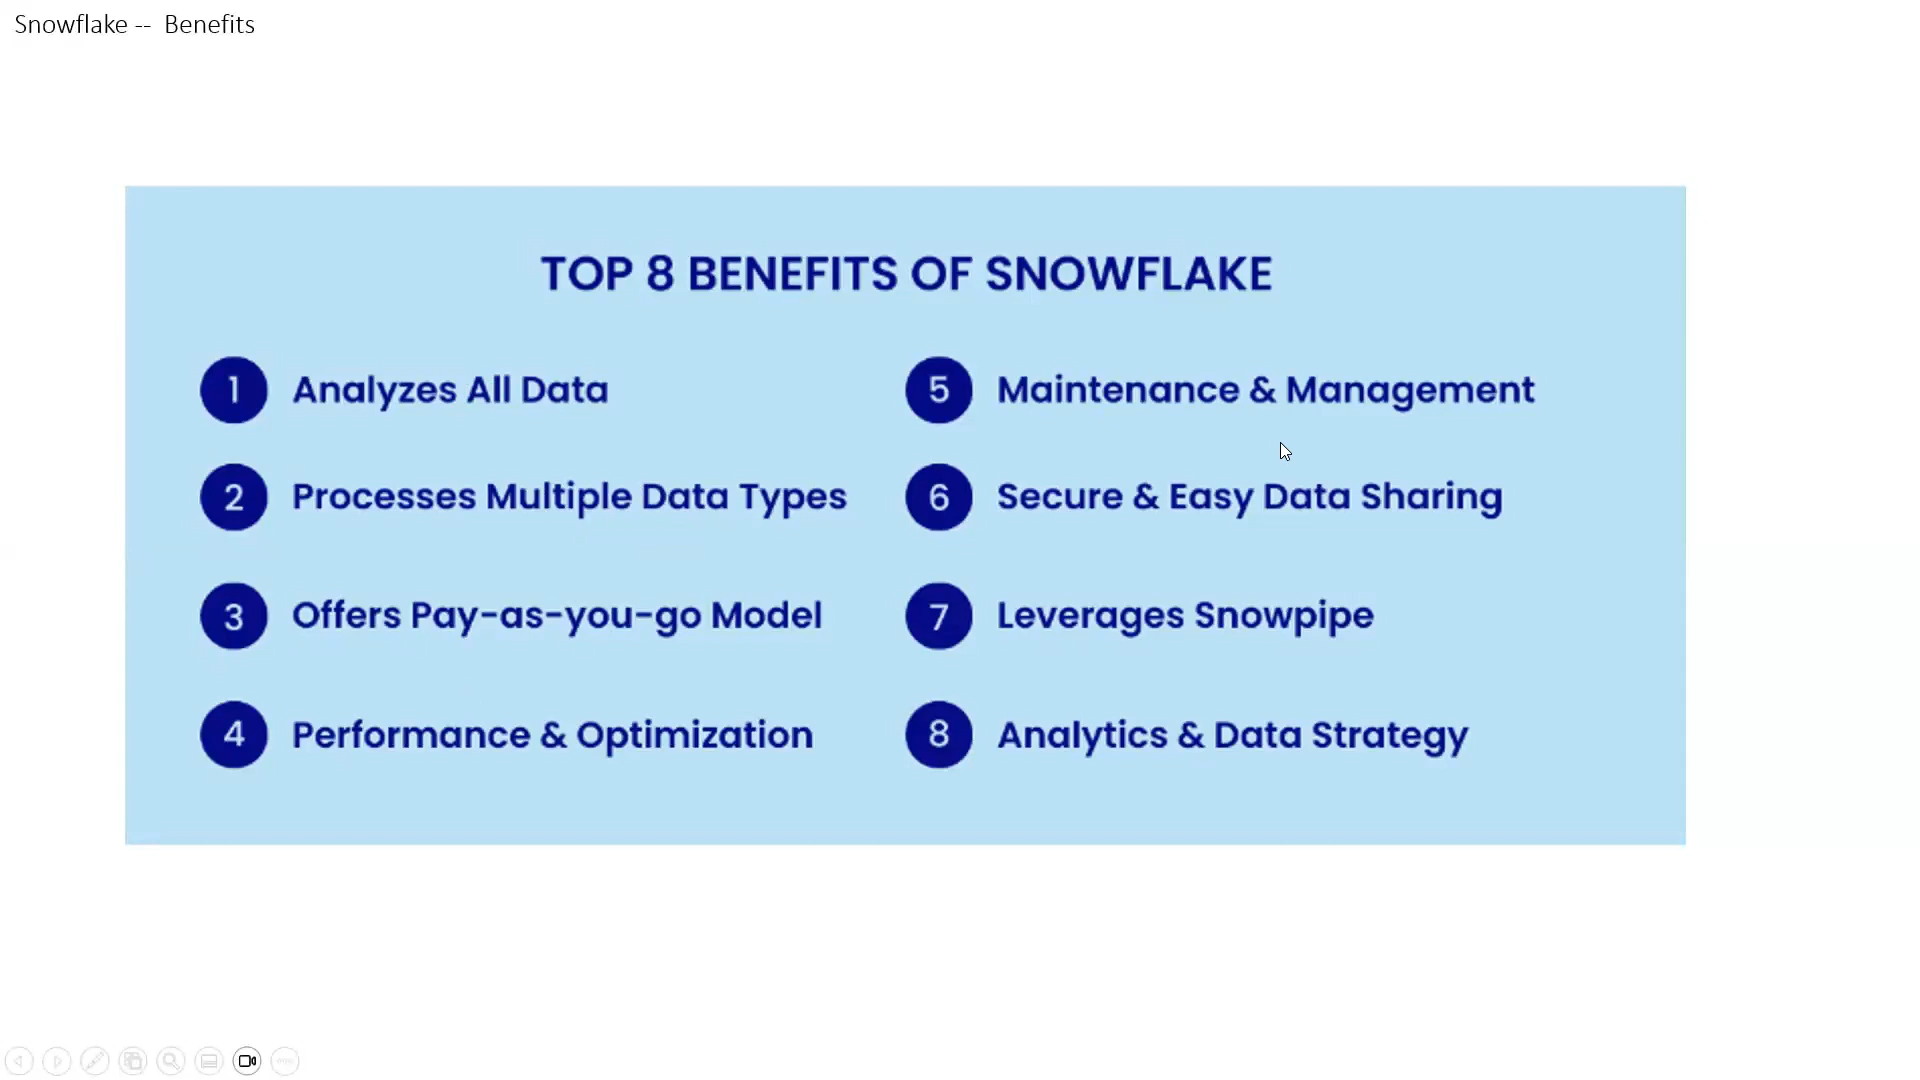 Snowflake -- Benefits
TOP 8 BENEFITS OF SNOWFLAKE
1 Analyzes All Data
2 Processes Multiple Data Types
3 Offers Pay-as-you-go Model
4 Performance & Optimization
5 Maintenance & Management
6 Secure & Easy Data Sharing
7 Leverages Snowpipe
8 Analytics & Data Strategy